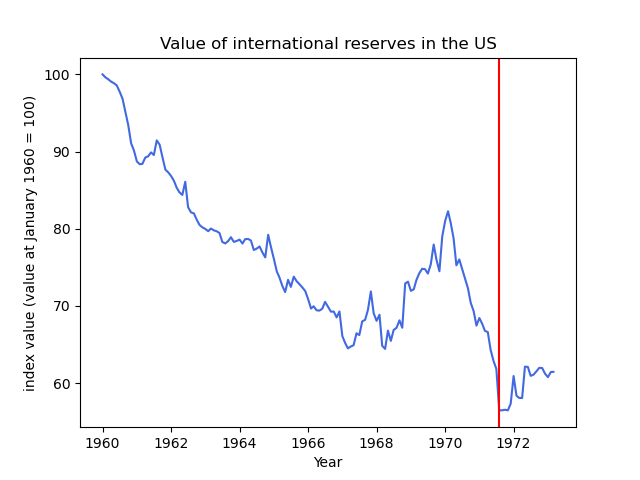 Value of international reserves in the US
index value (value at January 1960 = 100)
100
90
80
70
60
1960 1962 1964 1966 1968 1970 1972
Year